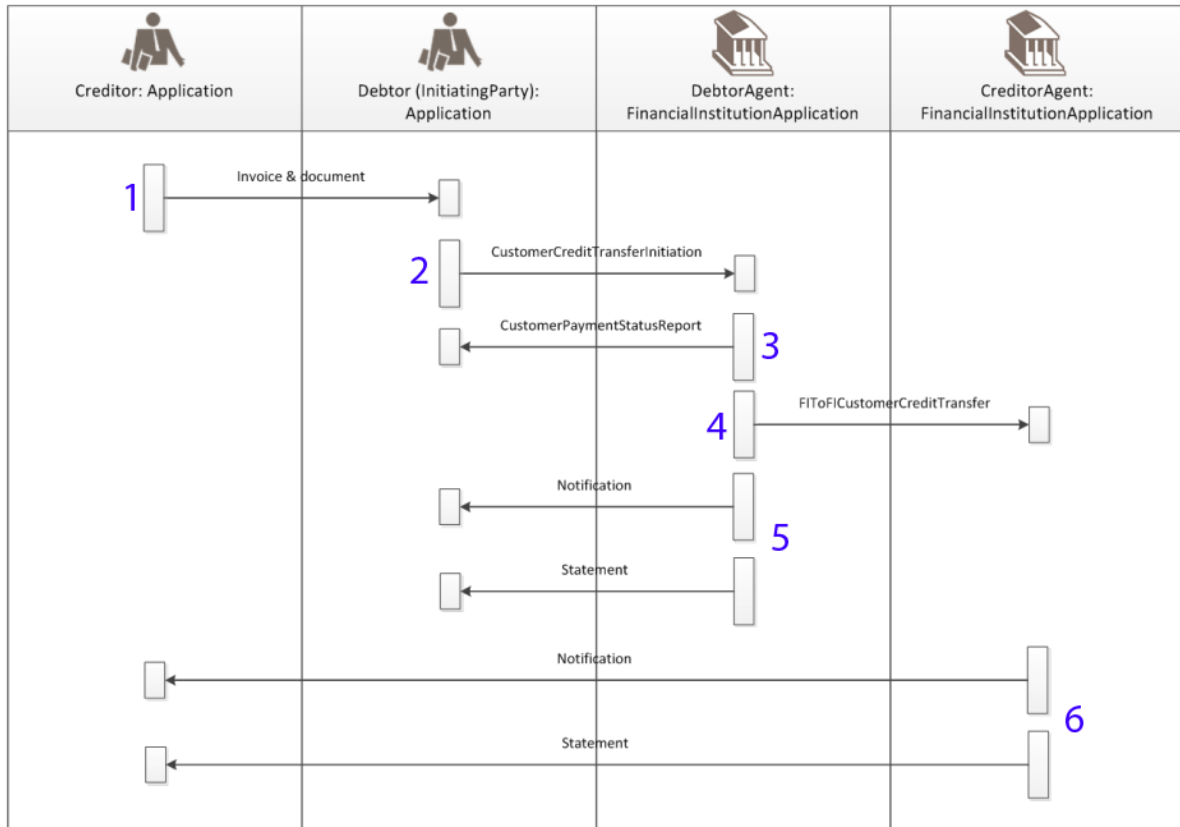 Creditor: Application
Debtor (InitiatingParty):
Application
DebtorAgent:
FinancialInstitutionApplication
CreditorAgent:
FinancialInstitutionApplication
1
Invoice & document
2
CustomerCreditTransferInitiation
CustomerPaymentStatusReport
3
4
FIToFICustomerCreditTransfer
Notification
5
Statement
Notification
6
Statement